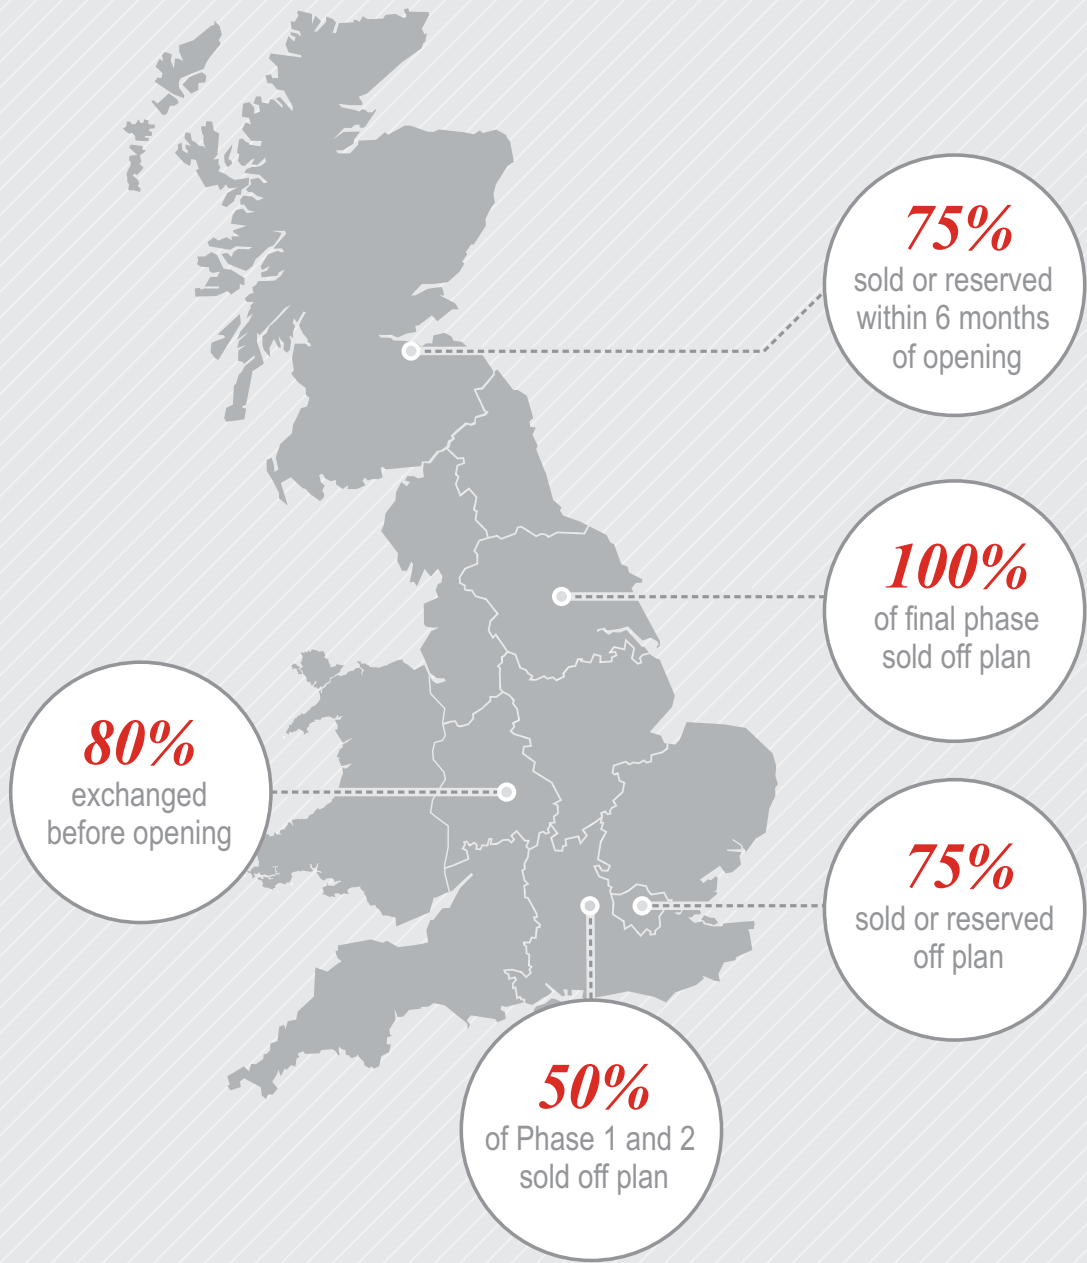 75%
sold or reserved
within 6 months
of opening
100%
of final phase
sold off plan
80%
exchanged
before opening
75%
sold or reserved
off plan
50%
of Phase 1 and 2
sold off plan